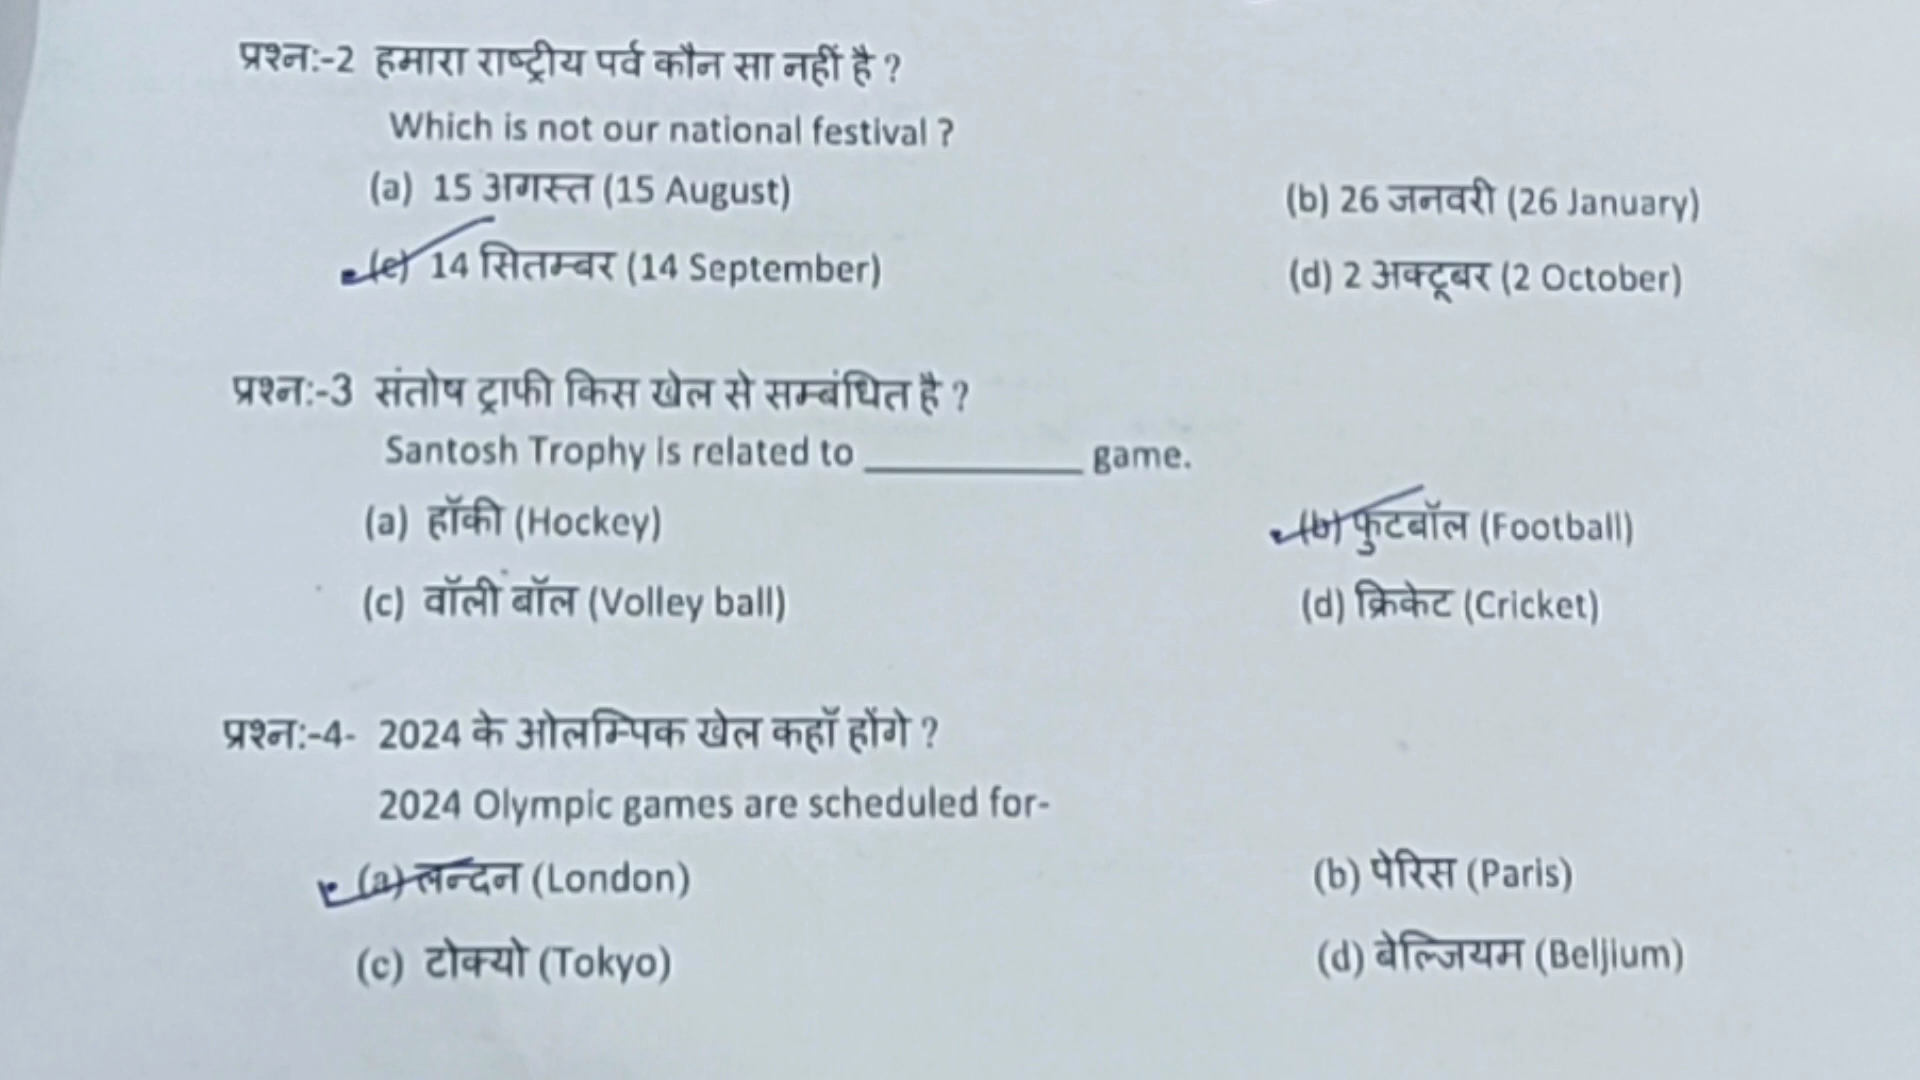 प्रश्न:-2 हमारा राष्ट्रीय पर्व कौन सा नहीं है ?
Which is not our national festival ?
(a) 15 अगस्त (15 August) (b) 26 जनवरी (26 January)
(c) 14 सितम्बर (14 September) (d) 2 अक्टूबर (2 October)
प्रश्न:-3 संतोष ट्राफी किस खेल से सम्बंधित है ?
Santosh Trophy is related to ____________ game.
(a) हॉकी (Hockey) (b) फुटबॉल (Football)
(c) वॉली बॉल (Volley ball) (d) क्रिकेट (Cricket)
प्रश्न:-4- 2024 के ओलम्पिक खेल कहाँ होंगे ?
2024 Olympic games are scheduled for-
(a) लन्दन (London) (b) पेरिस (Paris)
(c) टोक्यो (Tokyo) (d) बेल्जियम (Beljium)